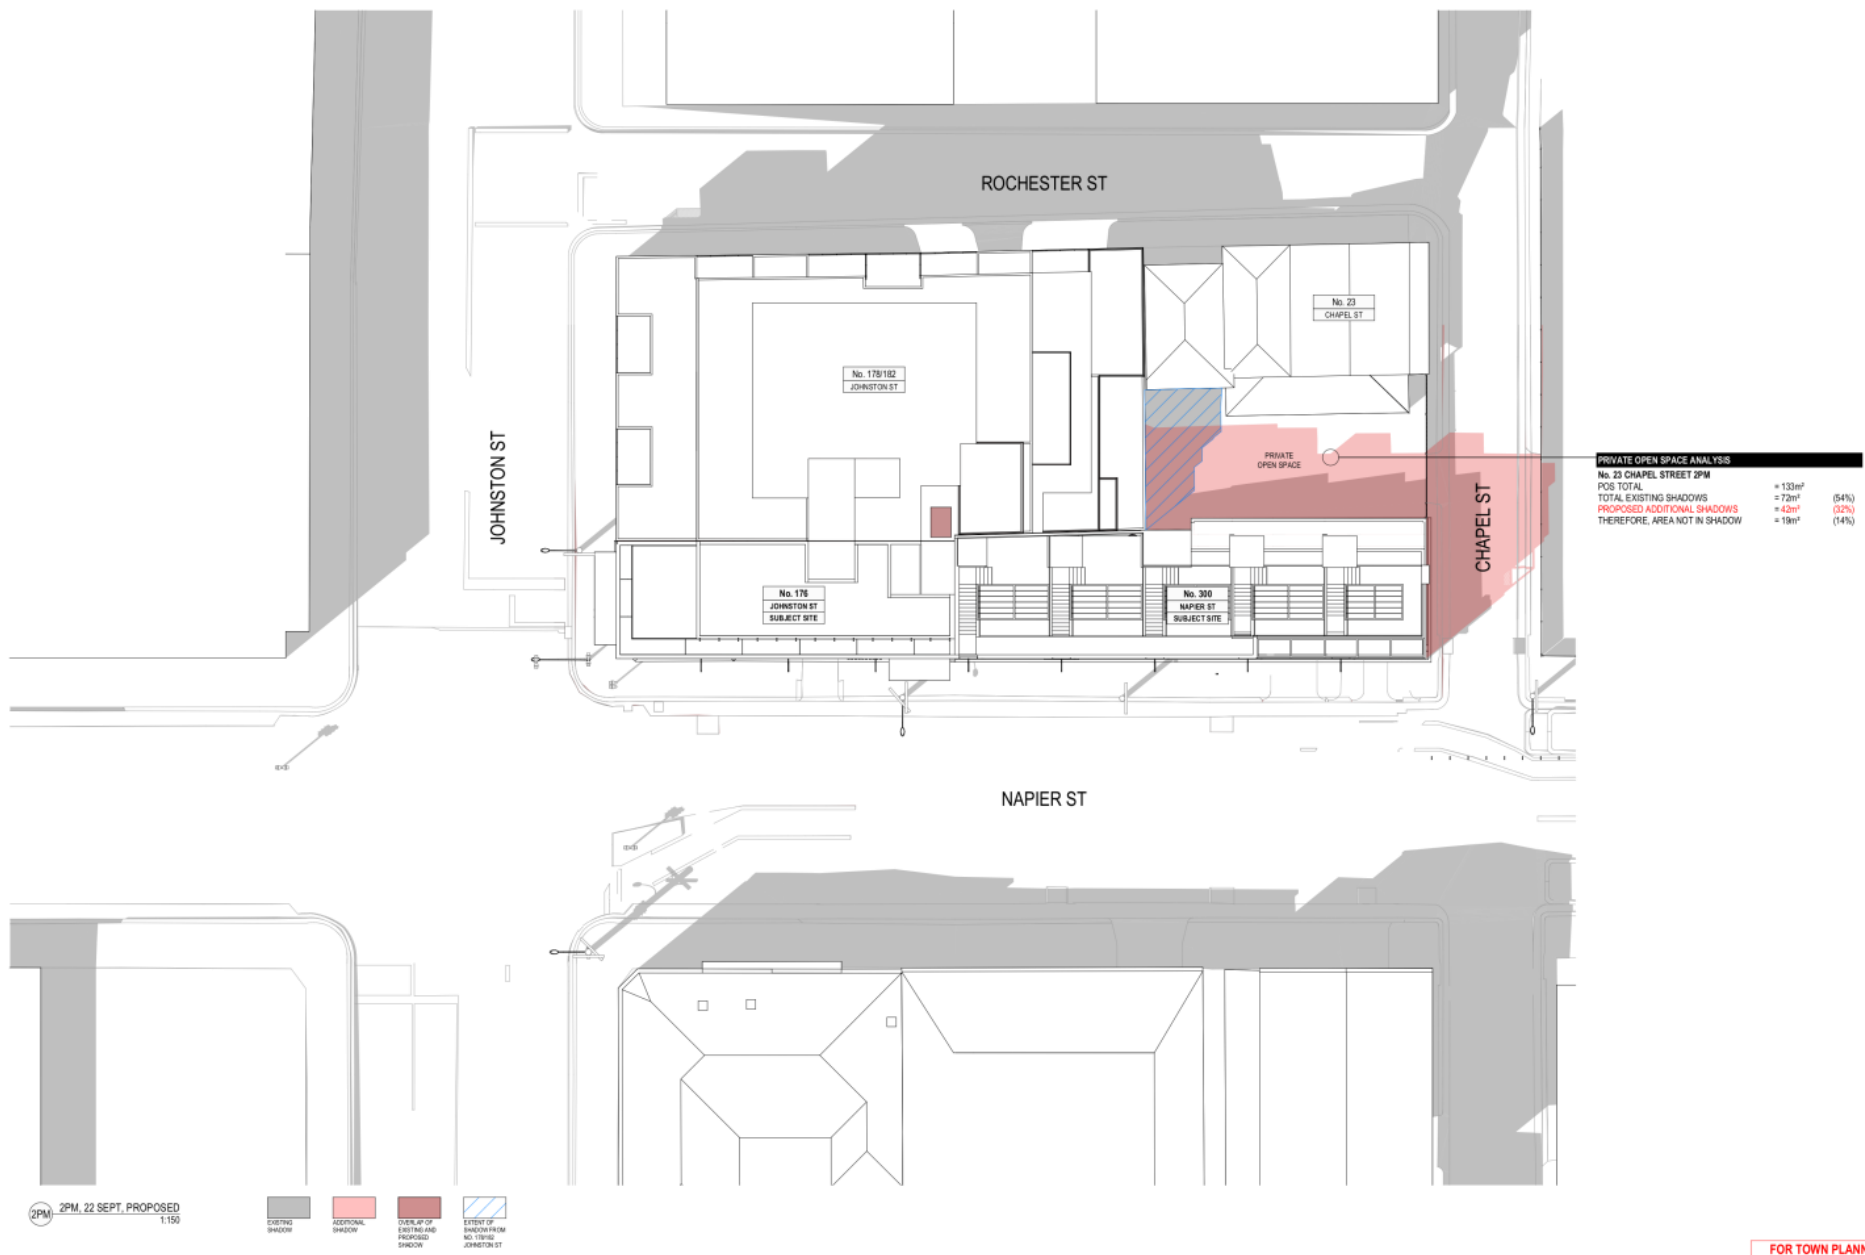 ROCHESTER ST
No. 23
CHAPEL ST
No. 178/182
JOHNSTON ST
JOHNSTON ST
PRIVATE
OPEN SPACE
CHAPEL ST
PRIVATE OPEN SPACE ANALYSIS
No. 23 CHAPEL STREET 2PM
POS TOTAL = 133m²
TOTAL EXISTING SHADOWS = 72m² (54%)
PROPOSED ADDITIONAL SHADOWS = 42m² (32%)
THEREFORE, AREA NOT IN SHADOW = 19m² (14%)
No. 176
JOHNSTON ST
SUBJECT SITE
No. 300
NAPIER ST
SUBJECT SITE
NAPIER ST
2PM
2PM, 22 SEPT, PROPOSED
1:150
EXISTING
SHADOW
ADDITIONAL
SHADOW
OVERLAP OF
EXISTING AND
PROPOSED
SHADOW
EXTENT OF
SHADOW FROM
NO. 178/182
JOHNSTON ST
FOR TOWN PLANN